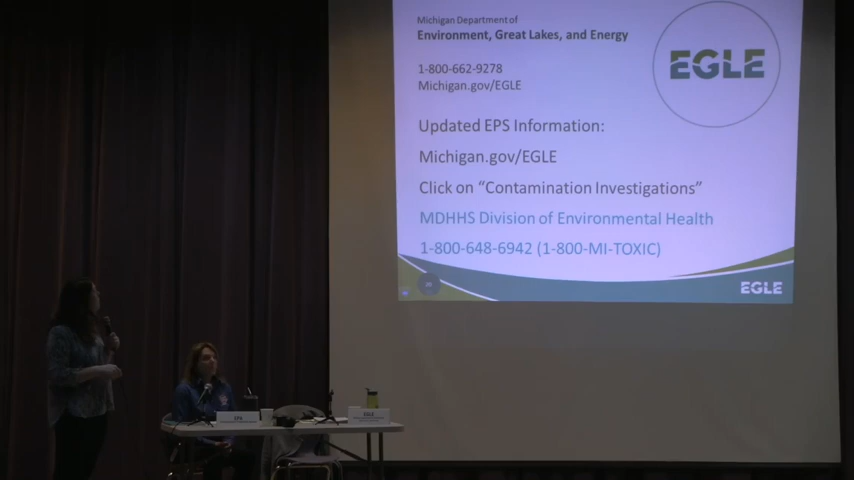 Michigan Department of
Environment, Great Lakes, and Energy
1-800-662-9278
Michigan.gov/EGLE
EGLE
Updated EPS Information:
Michigan.gov/EGLE
Click on “Contamination Investigations”
MDHHS Division of Environmental Health
1-800-648-6942 (1-800-MI-TOXIC)
EGLE
EPA
EGLE